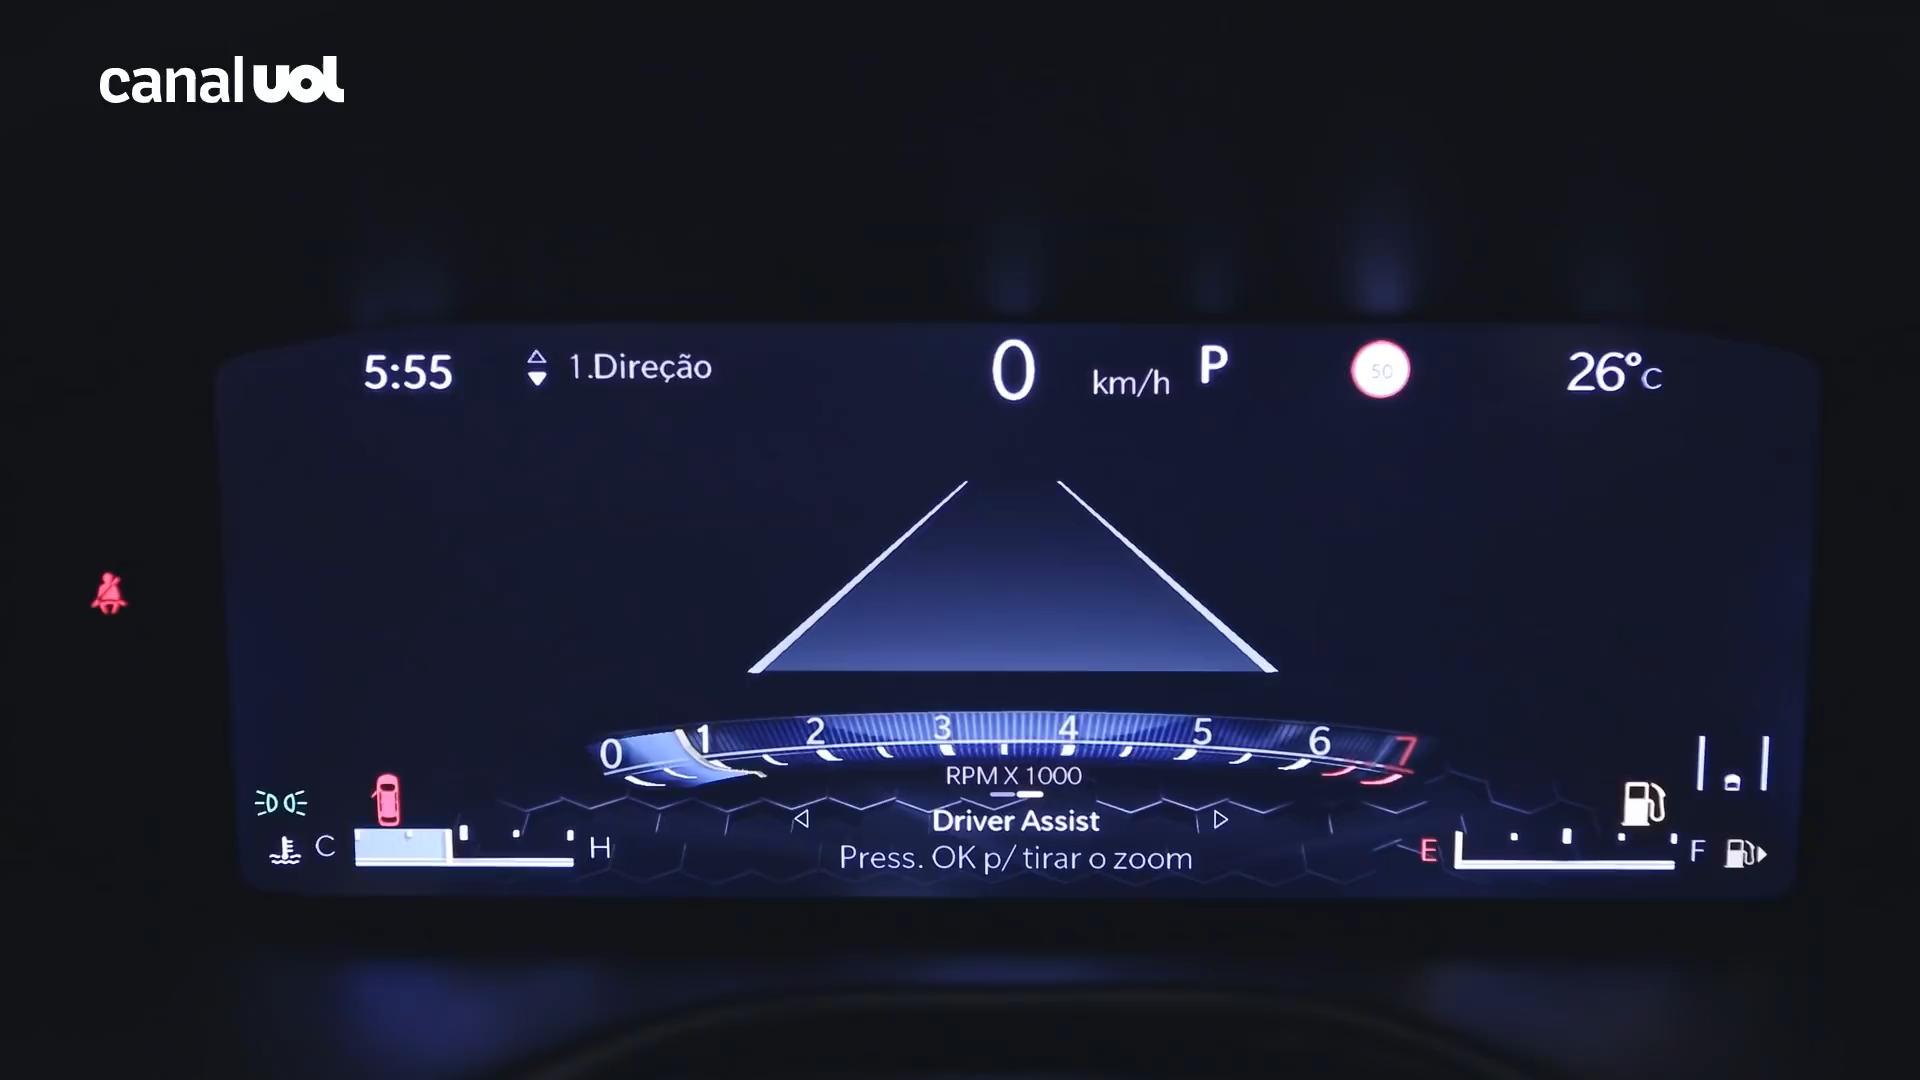 canal uol
5:55
1.Direção
0 km/h P
50
26°C
0 1 2 3 4 5 6 7
RPM X 1000
Driver Assist
Press. OK p/ tirar o zoom
C H
E F